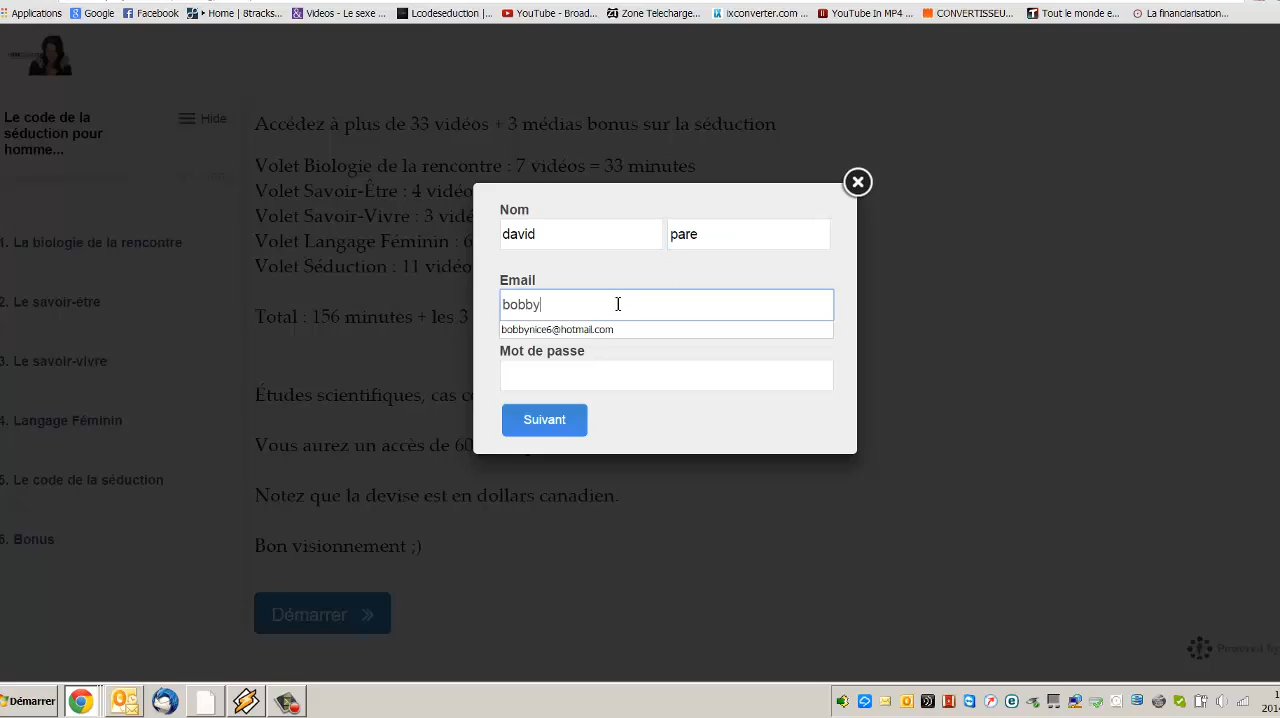 Applications
Google
Facebook
› Home | 8tracks...
Videos - Le sexe ...
Lcodeseduction |...
YouTube - Broad...
Zone Telecharge...
ixconverter.com ...
YouTube In MP4 ...
CONVERTISSEU...
Tout le monde e...
La financiarisation...
Le code de la
séduction pour
homme...
Hide
Accédez à plus de 33 vidéos + 3 médias bonus sur la séduction
Volet Biologie de la rencontre : 7 vidéos = 33 minutes
Volet Savoir-Être : 4 vidéo
Volet Savoir-Vivre : 3 vid
Volet Langage Féminin : 6
Volet Séduction : 11 vidéo
Total : 156 minutes + les 3
Études scientifiques, cas c
Vous aurez un accès de 60
Notez que la devise est en dollars canadien.
Bon visionnement ;)
Démarrer »
1. La biologie de la rencontre
2. Le savoir-être
3. Le savoir-vivre
4. Langage Féminin
5. Le code de la séduction
6. Bonus
Nom
david
pare
Email
bobby
bobbynice6@hotmail.com
Mot de passe
Suivant
Powered by
Démarrer
1
201